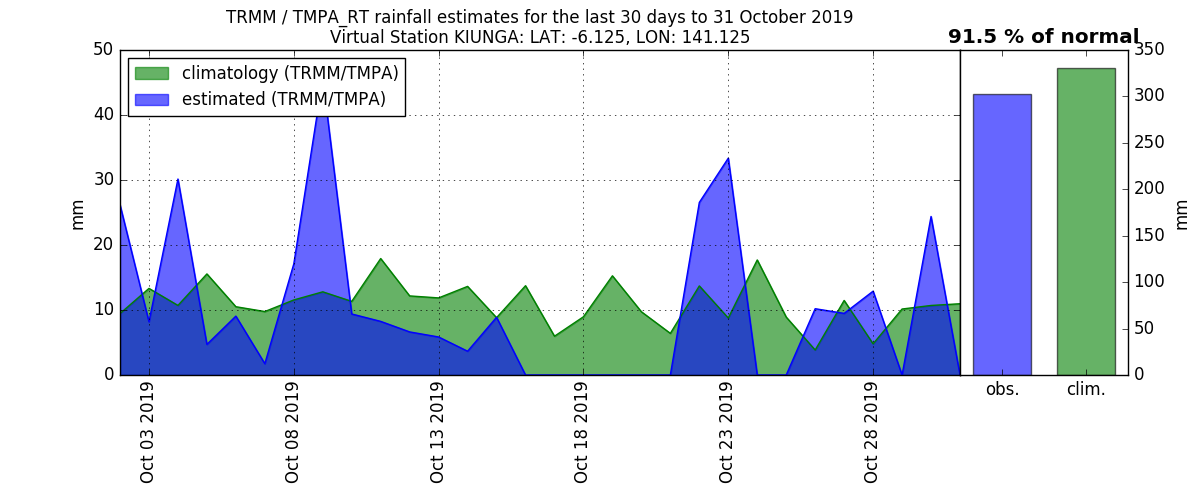 TRMM / TMPA_RT rainfall estimates for the last 30 days to 31 October 2019
Virtual Station KIUNGA: LAT: -6.125, LON: 141.125
91.5 % of normal
climatology (TRMM/TMPA)
estimated (TRMM/TMPA)
50
40
30
20
10
0
mm
Oct 03 2019
Oct 08 2019
Oct 13 2019
Oct 18 2019
Oct 23 2019
Oct 28 2019
350
300
250
200
150
100
50
0
mm
obs.
clim.